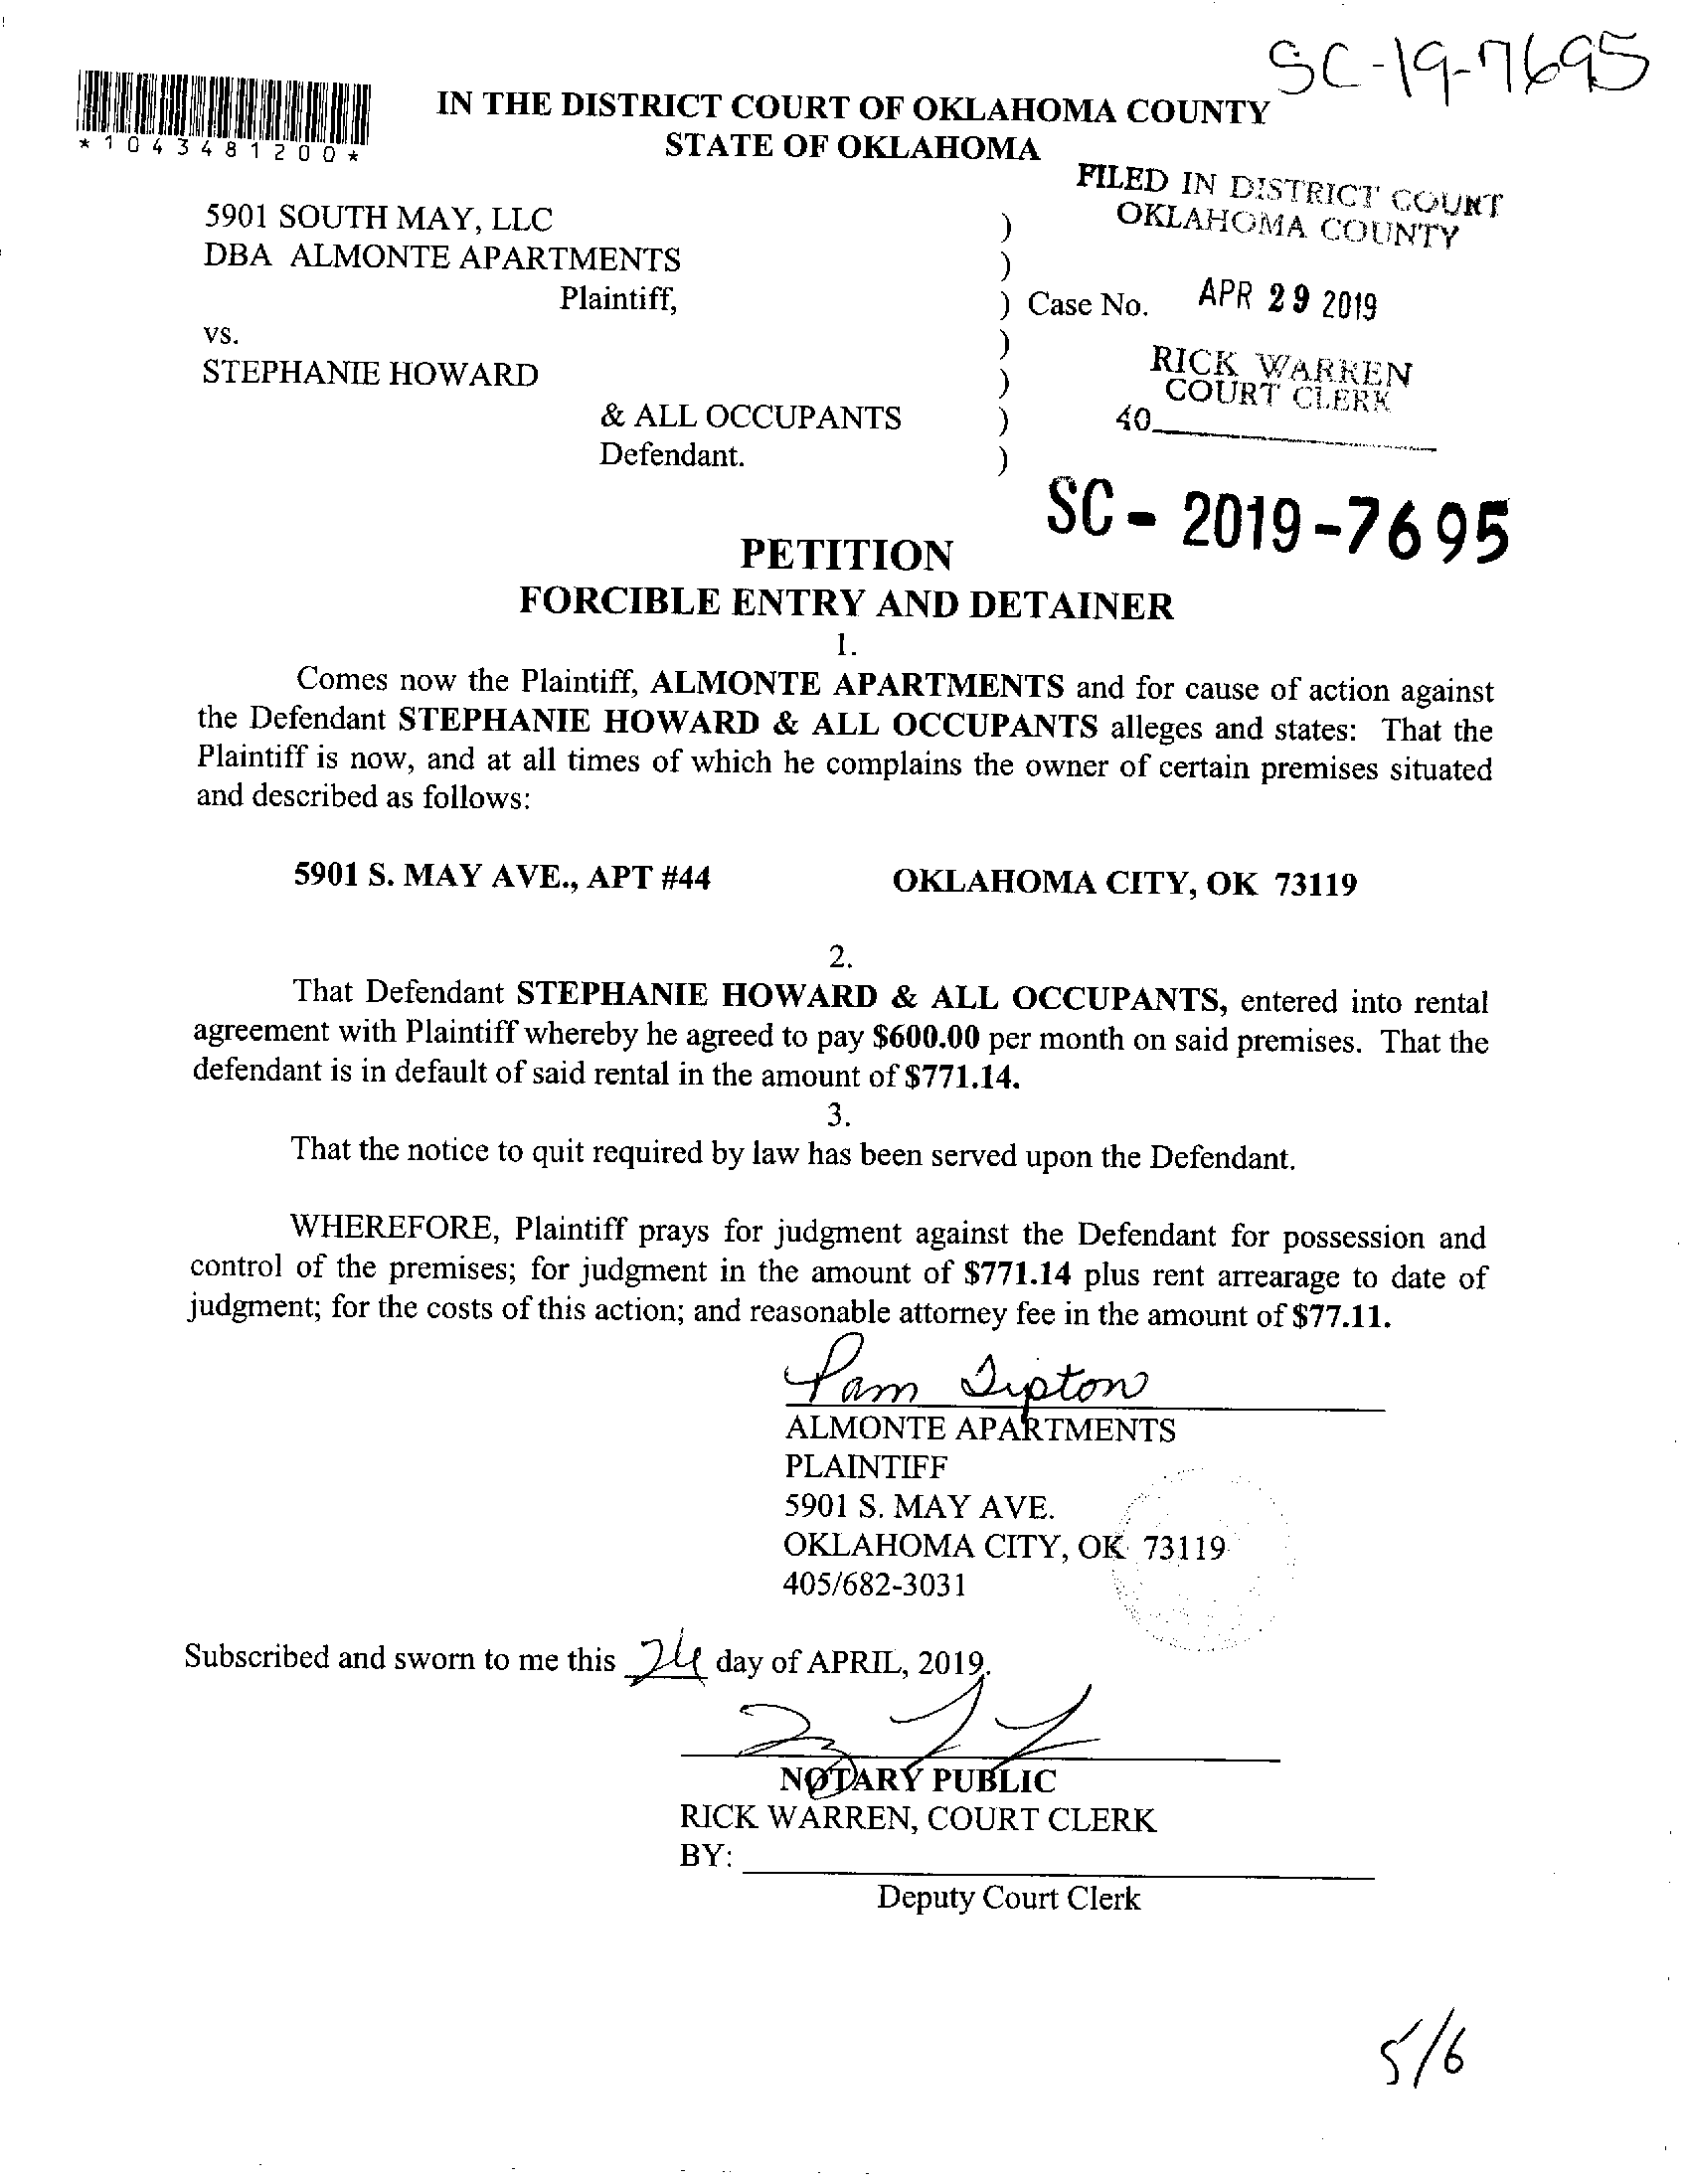 SC-19-7695
*1043481200*
IN THE DISTRICT COURT OF OKLAHOMA COUNTY
STATE OF OKLAHOMA
FILED IN DISTRICT COURT
OKLAHOMA COUNTY
5901 SOUTH MAY, LLC )
DBA ALMONTE APARTMENTS )
Plaintiff, ) Case No. APR 29 2019
vs. )
RICK WARREN
COURT CLERK
STEPHANIE HOWARD )
& ALL OCCUPANTS ) 40
Defendant. )
SC - 2019-7695
PETITION
FORCIBLE ENTRY AND DETAINER
1.
Comes now the Plaintiff, ALMONTE APARTMENTS and for cause of action against
the Defendant STEPHANIE HOWARD & ALL OCCUPANTS alleges and states: That the
Plaintiff is now, and at all times of which he complains the owner of certain premises situated
and described as follows:
5901 S. MAY AVE., APT #44 OKLAHOMA CITY, OK 73119
2.
That Defendant STEPHANIE HOWARD & ALL OCCUPANTS, entered into rental
agreement with Plaintiff whereby he agreed to pay $600.00 per month on said premises. That the
defendant is in default of said rental in the amount of $771.14.
3.
That the notice to quit required by law has been served upon the Defendant.
WHEREFORE, Plaintiff prays for judgment against the Defendant for possession and
control of the premises; for judgment in the amount of $771.14 plus rent arrearage to date of
judgment; for the costs of this action; and reasonable attorney fee in the amount of $77.11.
Pam Tipton
ALMONTE APARTMENTS
PLAINTIFF
5901 S. MAY AVE.
OKLAHOMA CITY, OK 73119
405/682-3031
Subscribed and sworn to me this 24 day of APRIL, 2019.
NOTARY PUBLIC
RICK WARREN, COURT CLERK
BY:
Deputy Court Clerk
5/6